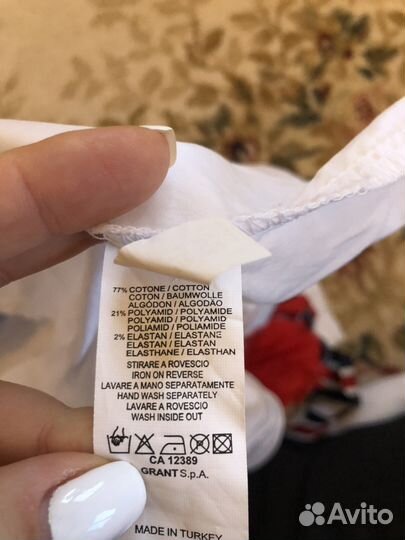 77% COTONE / COTTON
COTON / BAUMWOLLE
ALGODÓN / ALGODÃO
21% POLYAMID / POLYAMIDE
POLYAMID / POLYAMID
POLIAMID / POLIAMIDE
2% ELASTAN / ELASTANE
ELASTAN / ELASTAN
ELASTHANE / ELASTHAN
STIRARE A ROVESCIO
IRON ON REVERSE
LAVARE A MANO SEPARATAMENTE
HAND WASH SEPARATELY
LAVARE A ROVESCIO
WASH INSIDE OUT
CA 12389
GRANT S.p.A.
MADE IN TURKEY
Avito